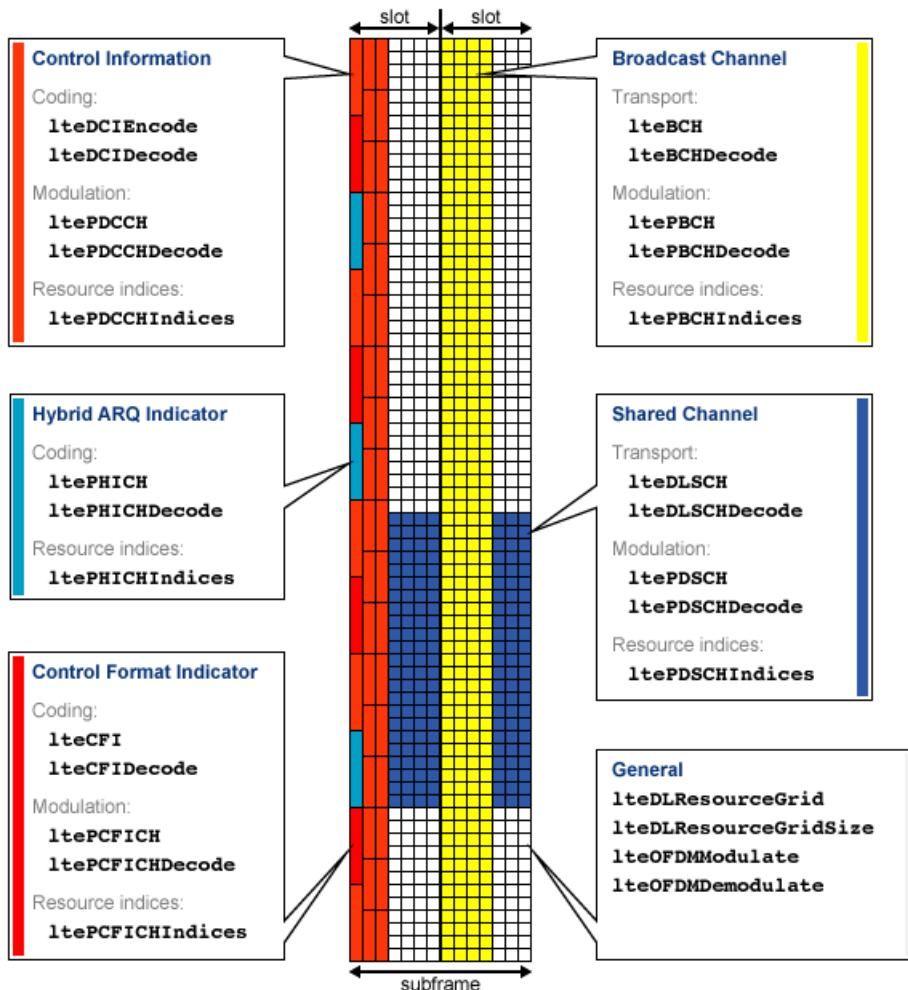 slot
slot
Control Information
Coding:
lteDCIEncode
lteDCIDecode
Modulation:
ltePDCCH
ltePDCCHDecode
Resource indices:
ltePDCCHIndices
Broadcast Channel
Transport:
lteBCH
lteBCHDecode
Modulation:
ltePBCH
ltePBCHDecode
Resource indices:
ltePBCHIndices
Hybrid ARQ Indicator
Coding:
ltePHICH
ltePHICHDecode
Resource indices:
ltePHICHIndices
Shared Channel
Transport:
lteDLSCH
lteDLSCHDecode
Modulation:
ltePDSCH
ltePDSCHDecode
Resource indices:
ltePDSCHIndices
Control Format Indicator
Coding:
lteCFI
lteCFIDecode
Modulation:
ltePCFICH
ltePCFICHDecode
Resource indices:
ltePCFICHIndices
General
lteDLResourceGrid
lteDLResourceGridSize
lteOFDMModulate
lteOFDMDemodulate
subframe